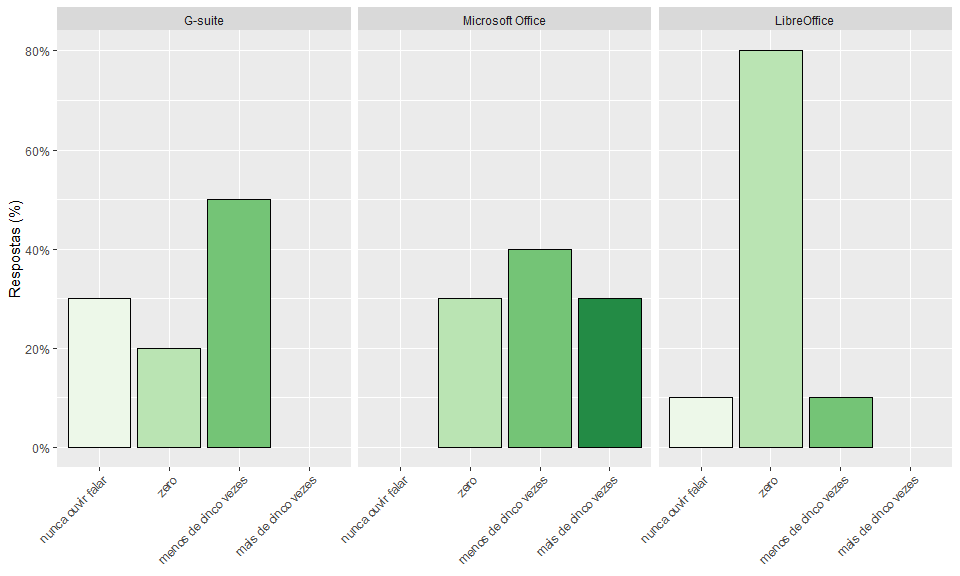 G-suite
Microsoft Office
LibreOffice
Respostas (%)
80%
60%
40%
20%
0%
nunca ouvir falar
zero
menos de cinco vezes
mais de cinco vezes
nunca ouvir falar
zero
menos de cinco vezes
mais de cinco vezes
nunca ouvir falar
zero
menos de cinco vezes
mais de cinco vezes